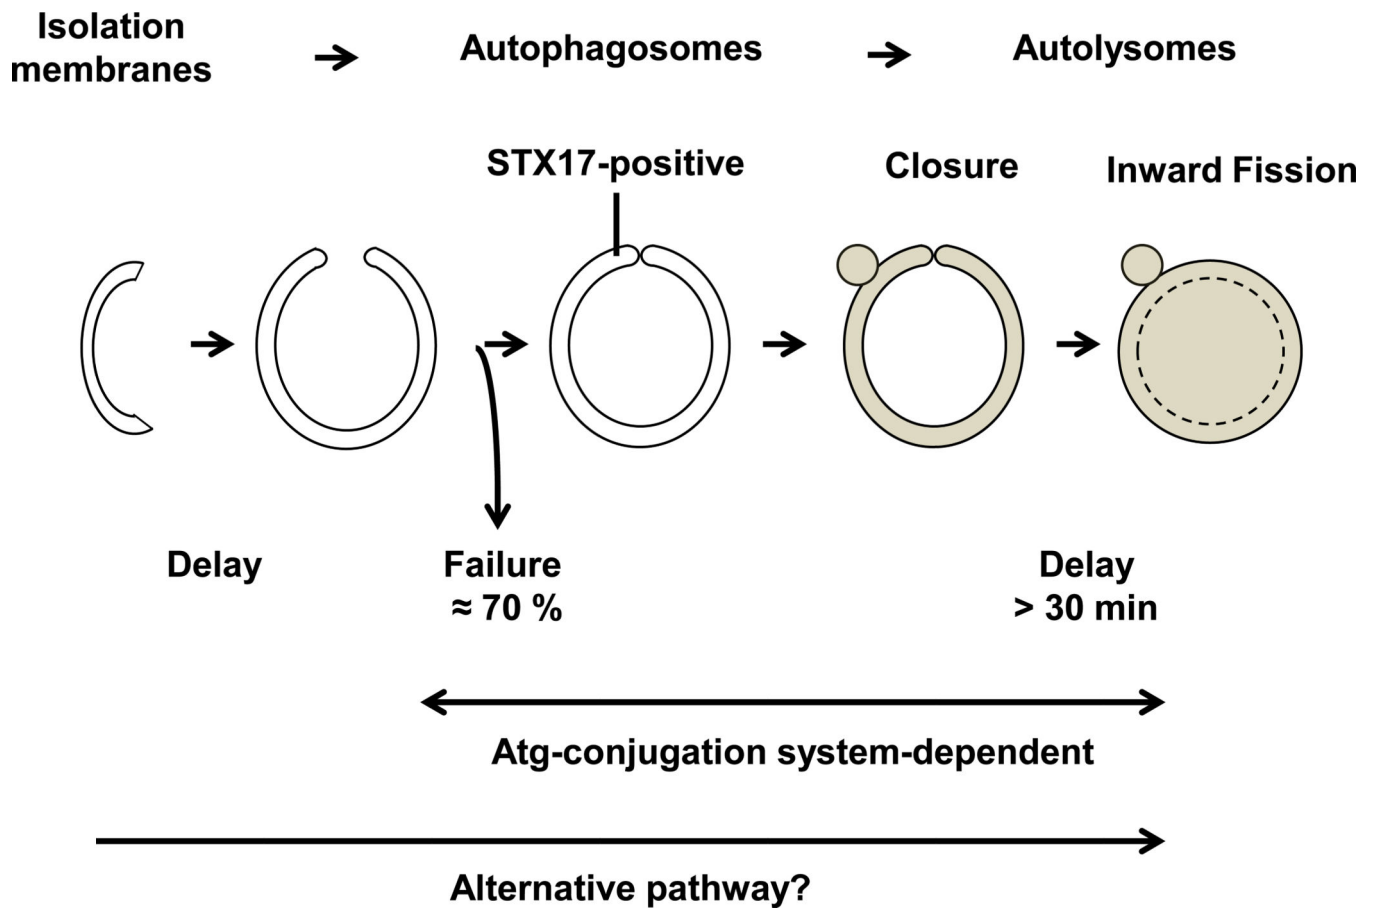 Isolation
membranes
Autophagosomes
Autolysomes
STX17-positive
Closure
Inward Fission
Delay
Failure
≈ 70 %
Delay
> 30 min
Atg-conjugation system-dependent
Alternative pathway?